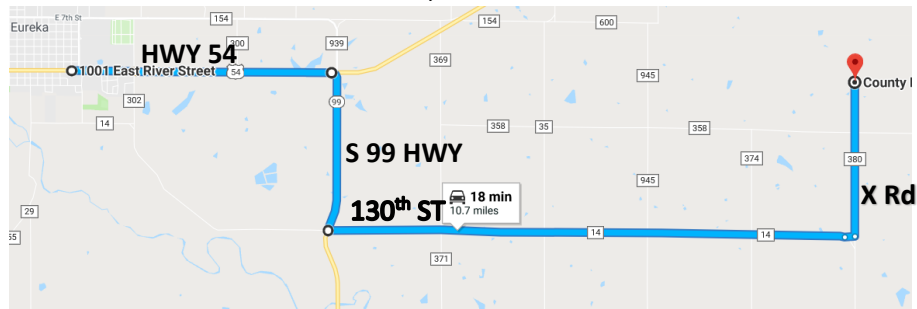 154
154
600
E 7th St
Eureka
HWY 54
300
939
369
1001 East River Street
54
945
County
302
99
14
358
35
358
S 99 HWY
374
380
945
18 min
X Rd
130th ST
10.7 miles
29
14
14
55
371